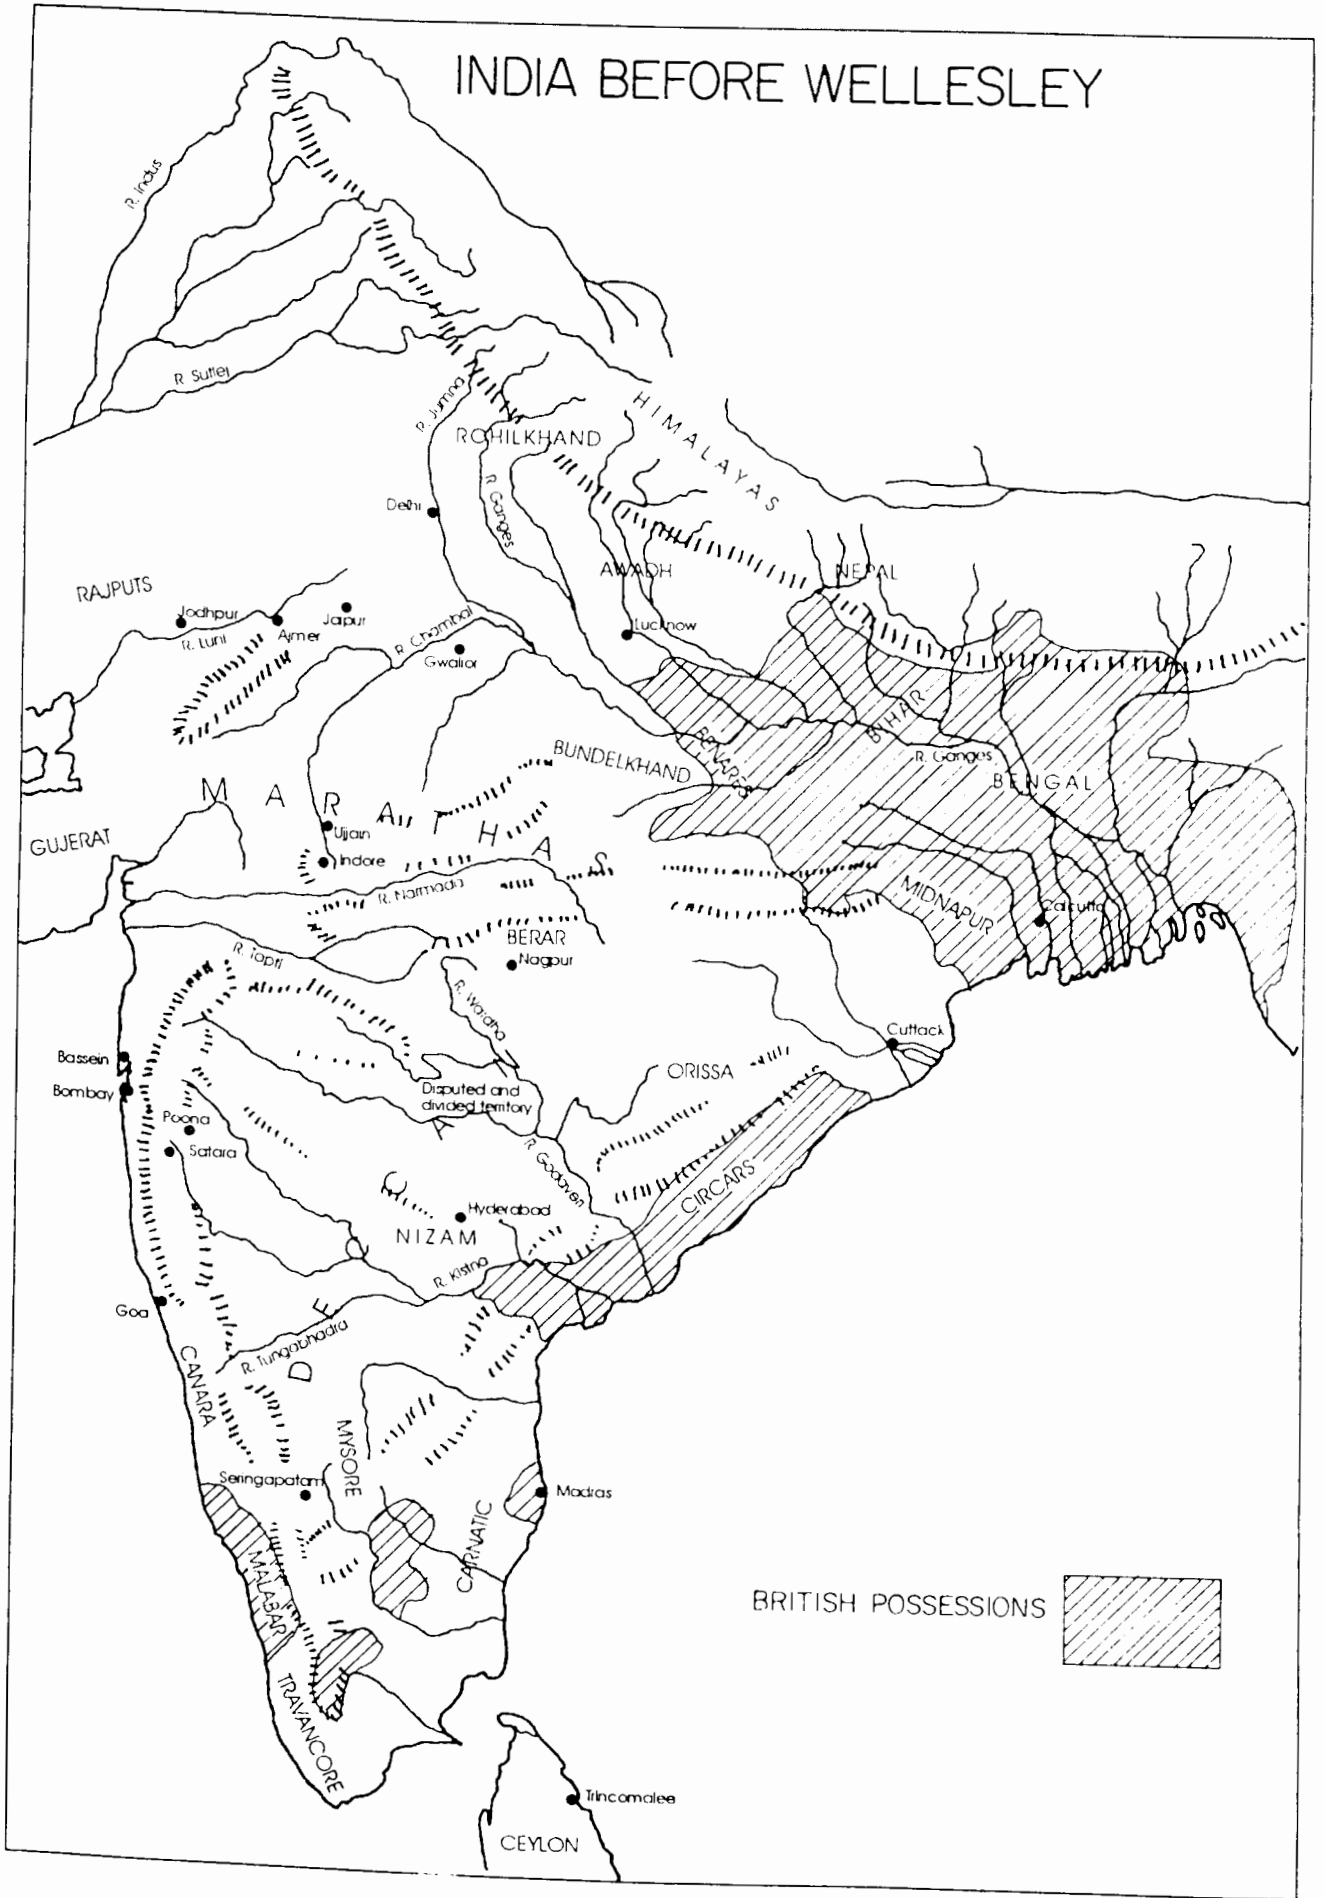 INDIA BEFORE WELLESLEY
R. Indus
R. Sutlej
R. Jumna
HIMALAYAS
ROHILKHAND
R. Ganges
Delhi
AWADH
NEPAL
RAJPUTS
Jodhpur
Jaipur
R. Luni
Ajmer
R. Chambal
Lucknow
Gwalior
BIHAR
BENARES
R. Ganges
BUNDELKHAND
BENGAL
MARATHAS
GUJERAT
Ujjain
Indore
R. Narmada
MIDNAPUR
Calcutta
BERAR
Nagpur
R. Tapti
R. Wardha
Cuttack
Bassein
Bombay
ORISSA
Disputed and
divided territory
Poona
Satara
R. Godaveri
CIRCARS
Hyderabad
NIZAM
R. Kistna
Goa
DECCA
R. Tungabhadra
CANARA
MYSORE
Seringapatam
Madras
CARNATIC
MALABAR
BRITISH POSSESSIONS
TRAVANCORE
Trincomalee
CEYLON